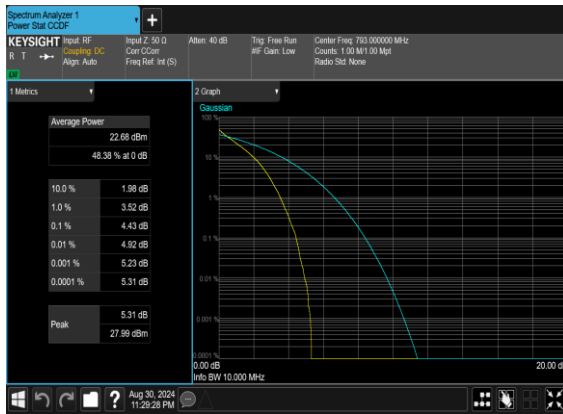 Spectrum Analyzer 1
Power Stat CCDF
+
KEYSIGHT
R T
Input: RF
Coupling: DC
Align: Auto
Input Z: 50 Ω
Corr CCorr
Freq Ref: Int (S)
Atten: 40 dB
Trig: Free Run
#IF Gain: Low
Center Freq: 793.000000 MHz
Counts: 1.00 M/1.00 Mpt
Radio Std: None
1 Metrics
Average Power
22.68 dBm
48.38 % at 0 dB
10.0 % 1.98 dB
1.0 % 3.52 dB
0.1 % 4.43 dB
0.01 % 4.92 dB
0.001 % 5.23 dB
0.0001 % 5.31 dB
Peak
5.31 dB
27.99 dBm
2 Graph
Gaussian
100 %
10 %
1 %
0.1 %
0.01 %
0.001 %
0.0001 %
0.00 dB
20.00 d
Info BW 10.000 MHz
?
Aug 30, 2024
11:29:28 PM